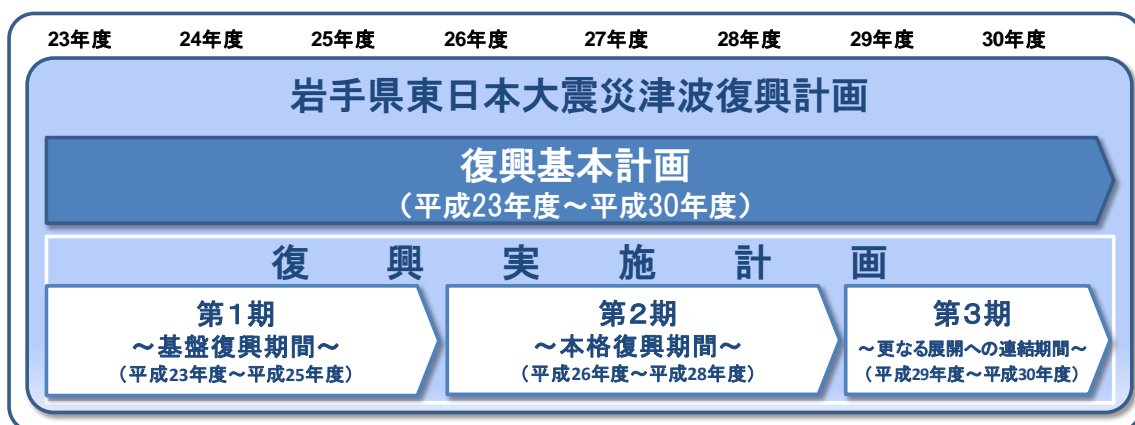 23年度 24年度 25年度 26年度 27年度 28年度 29年度 30年度
岩手県東日本大震災津波復興計画
復興基本計画
（平成23年度～平成30年度）
復興実施計画
第１期
～基盤復興期間～
（平成23年度～平成25年度）
第２期
～本格復興期間～
（平成26年度～平成28年度）
第３期
～更なる展開への連結期間～
（平成29年度～平成30年度）